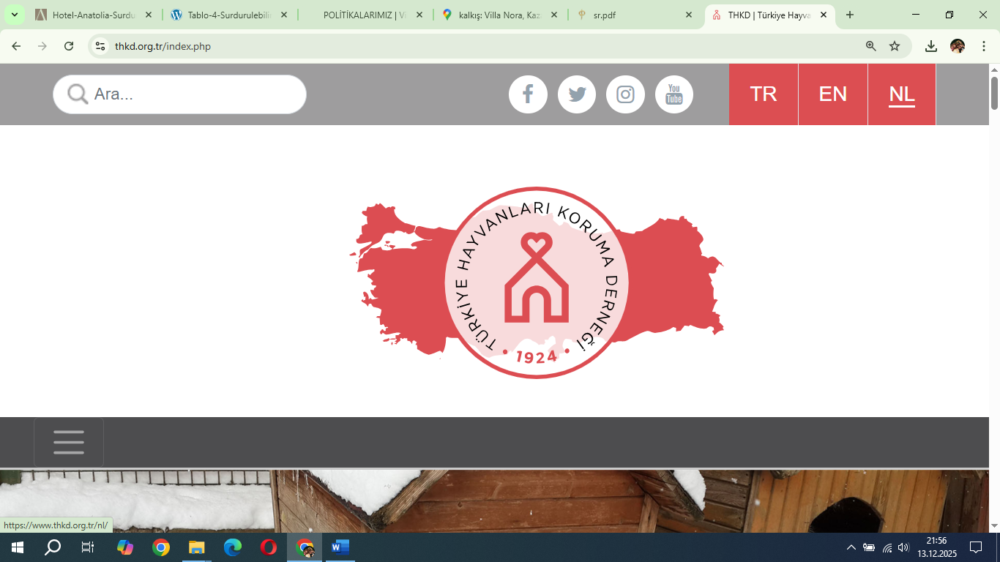 Hotel-Anatolia-Surdu
Tablo-4-Surdurulebili
POLİTİKALARIMIZ | Vi
kalkış: Villa Nora, Kaz
sr.pdf
THKD | Türkiye Hayva
thkd.org.tr/index.php
Ara...
You
Tube
TR
EN
NL
TÜRKİYE HAYVANLARI KORUMA DERNEĞİ
• 1924 •
https://www.thkd.org.tr/nl/
21:56
13.12.2025